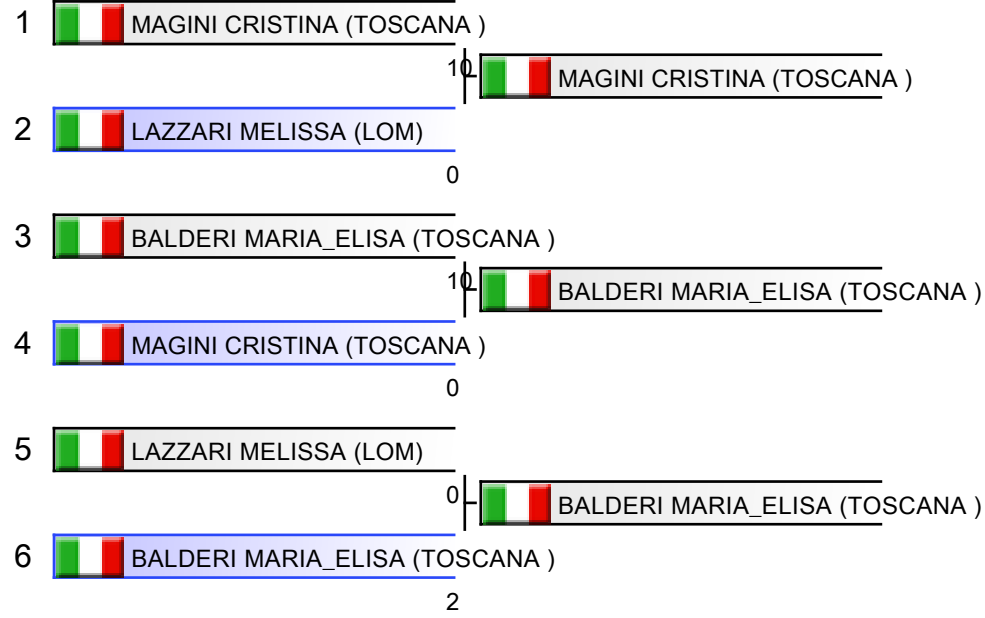 1 MAGINI CRISTINA (TOSCANA )
10 MAGINI CRISTINA (TOSCANA )
2 LAZZARI MELISSA (LOM)
0
3 BALDERI MARIA_ELISA (TOSCANA )
10 BALDERI MARIA_ELISA (TOSCANA )
4 MAGINI CRISTINA (TOSCANA )
0
5 LAZZARI MELISSA (LOM)
0 BALDERI MARIA_ELISA (TOSCANA )
6 BALDERI MARIA_ELISA (TOSCANA )
2